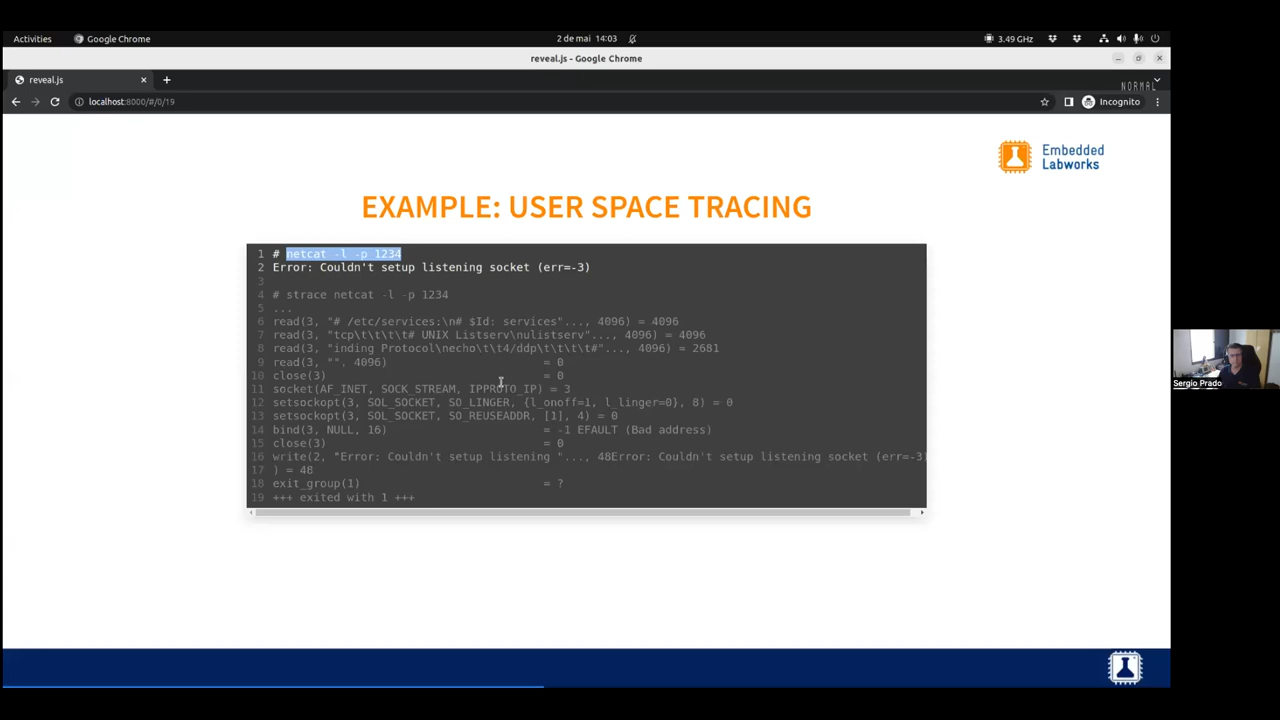 Activities
Google Chrome
2 de mai 14:03
3.49 GHz
reveal.js - Google Chrome
reveal.js
NORMAL
localhost:8000/#/0/19
Incognito
Embedded
Labworks
EXAMPLE: USER SPACE TRACING
1 # netcat -l -p 1234
2 Error: Couldn't setup listening socket (err=-3)
3
4 # strace netcat -l -p 1234
5 ...
6 read(3, "# /etc/services:\n# $Id: services"..., 4096) = 4096
7 read(3, "tcp\t\t\t\t# UNIX Listserv\nulistserv"..., 4096) = 4096
8 read(3, "inding Protocol\necho\t\t4/ddp\t\t\t\t#"..., 4096) = 2681
9 read(3, "", 4096) = 0
10 close(3) = 0
11 socket(AF_INET, SOCK_STREAM, IPPROTO_IP) = 3
12 setsockopt(3, SOL_SOCKET, SO_LINGER, {l_onoff=1, l_linger=0}, 8) = 0
13 setsockopt(3, SOL_SOCKET, SO_REUSEADDR, [1], 4) = 0
14 bind(3, NULL, 16) = -1 EFAULT (Bad address)
15 close(3) = 0
16 write(2, "Error: Couldn't setup listening "..., 48Error: Couldn't setup listening socket (err=-3)
17 ) = 48
18 exit_group(1) = ?
19 +++ exited with 1 +++
Sergio Prado